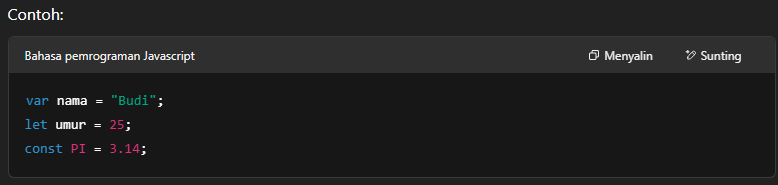 Contoh:
Bahasa pemrograman Javascript Menyalin Sunting
var nama = "Budi";
let umur = 25;
const PI = 3.14;